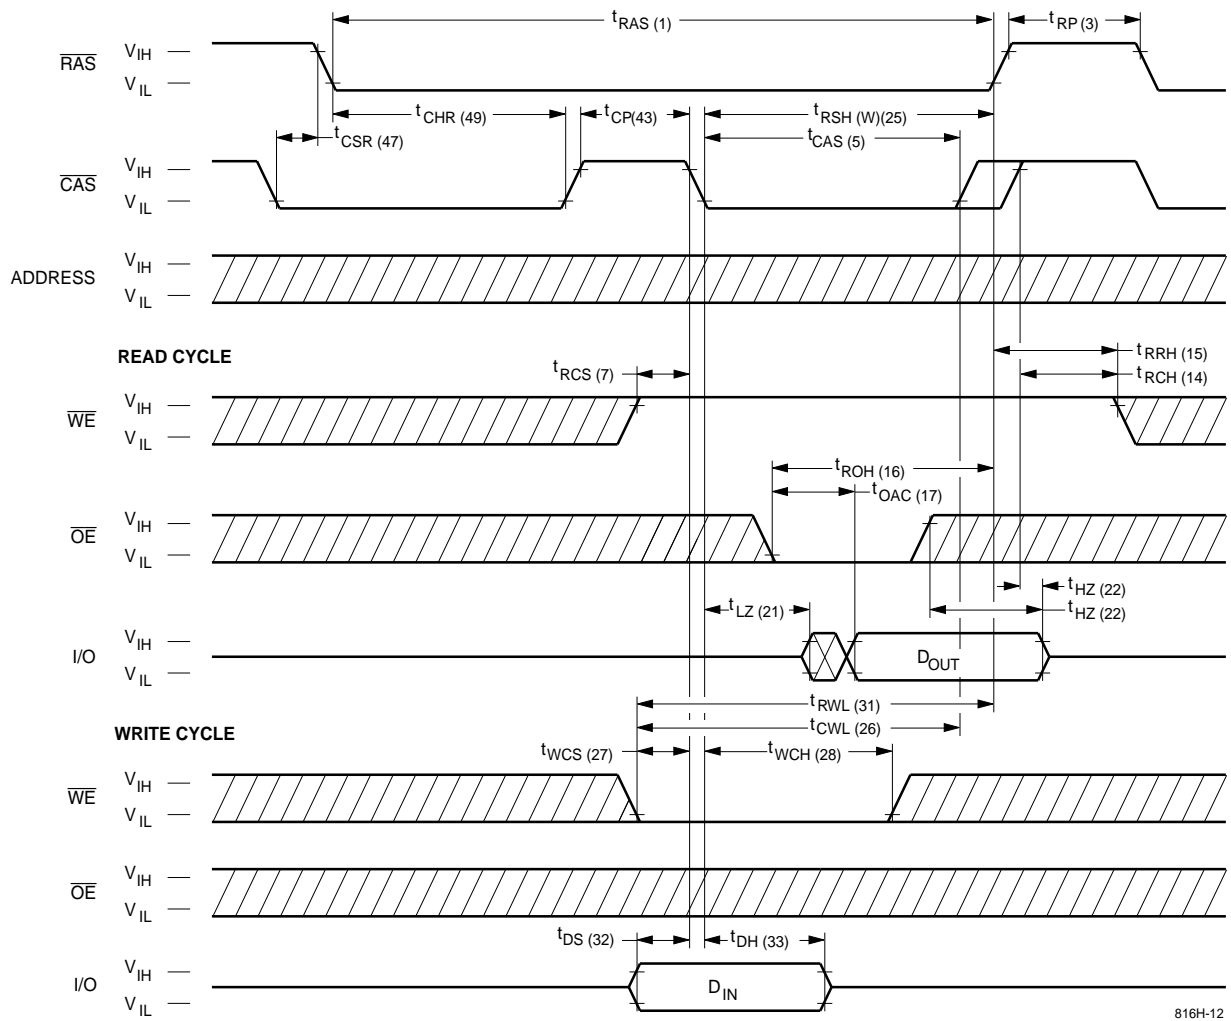 tRAS (1)
tRP (3)
RAS
VIH
VIL
tCHR (49)
tCP(43)
tRSH (W)(25)
tCSR (47)
tCAS (5)
CAS
VIH
VIL
ADDRESS
VIH
VIL
READ CYCLE
tRRH (15)
tRCS (7)
tRCH (14)
WE
VIH
VIL
tROH (16)
tOAC (17)
OE
VIH
VIL
tHZ (22)
tLZ (21)
tHZ (22)
I/O
VIH
VIL
DOUT
tRWL (31)
WRITE CYCLE
tCWL (26)
tWCS (27)
tWCH (28)
WE
VIH
VIL
OE
VIH
VIL
tDS (32)
tDH (33)
I/O
VIH
VIL
DIN
816H-12